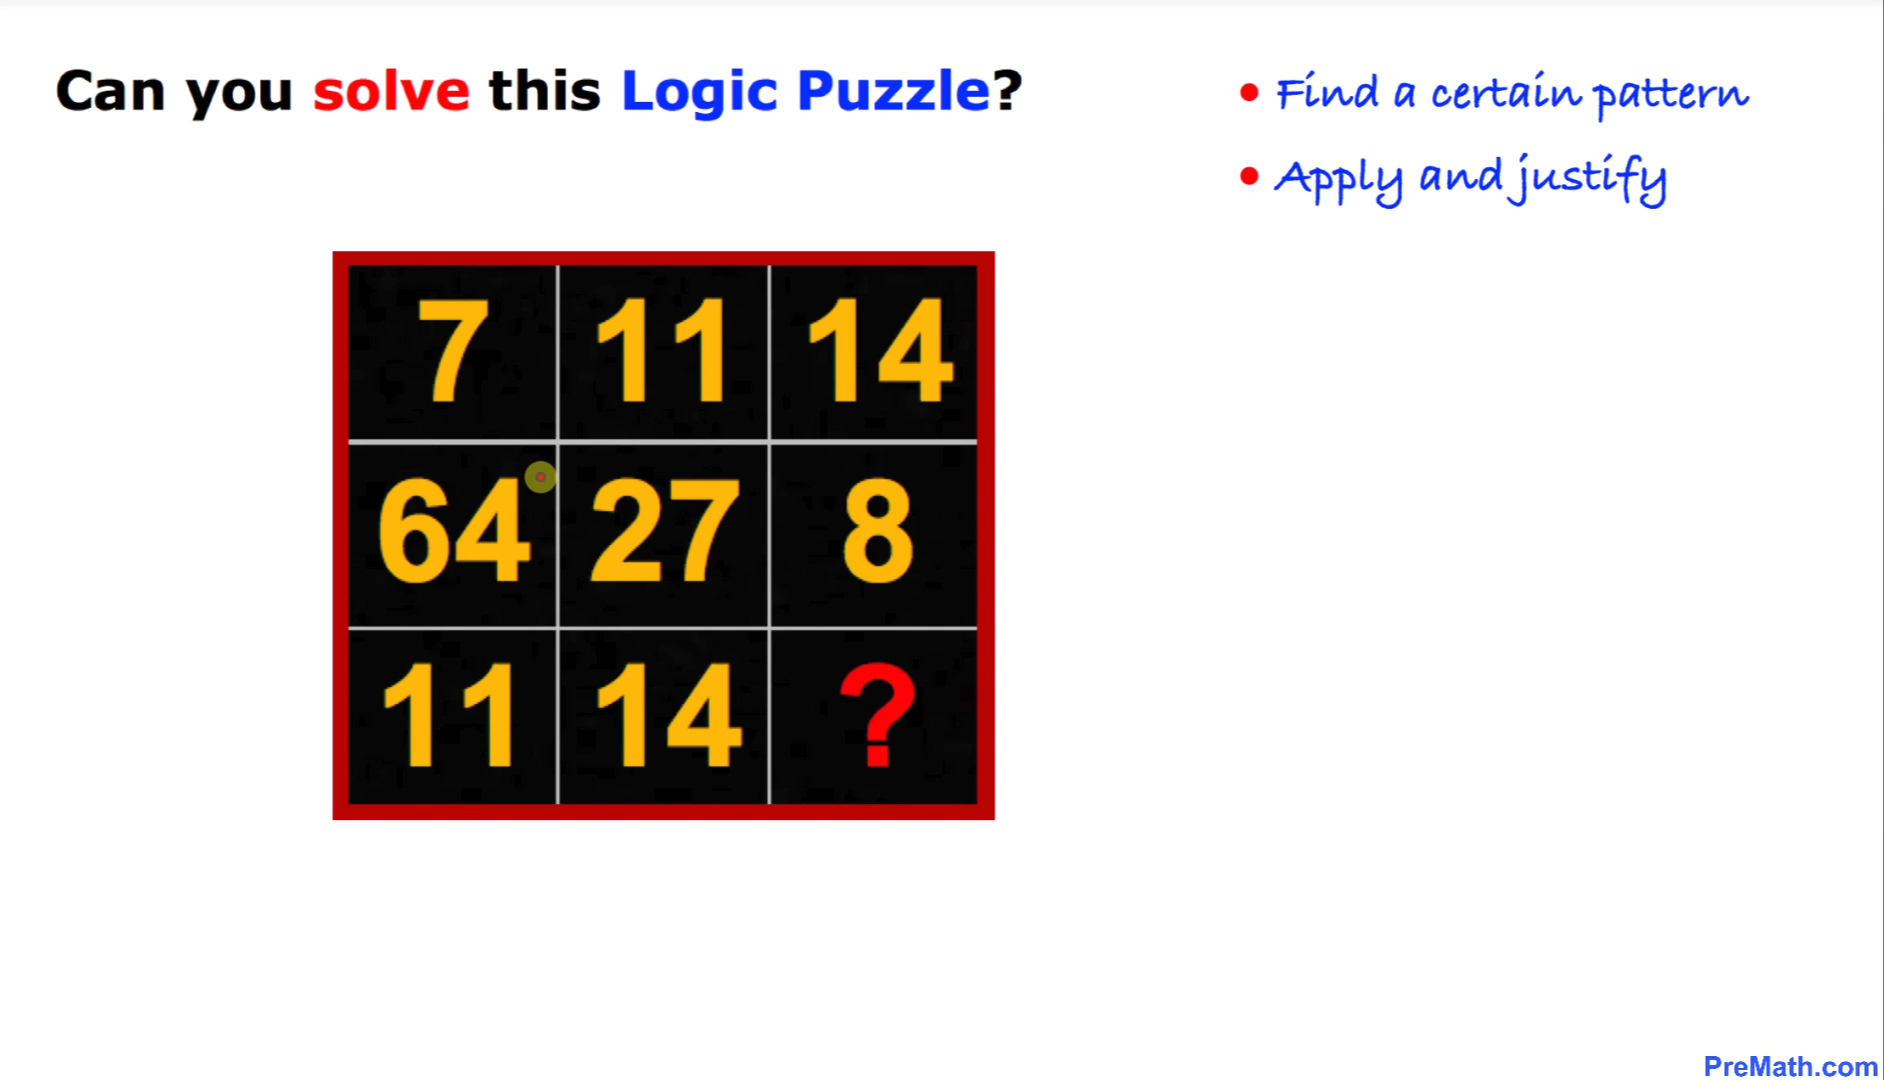 Can you solve this Logic Puzzle?
• Find a certain pattern
• Apply and justify
7 11 14
64 27 8
11 14 ?
PreMath.com